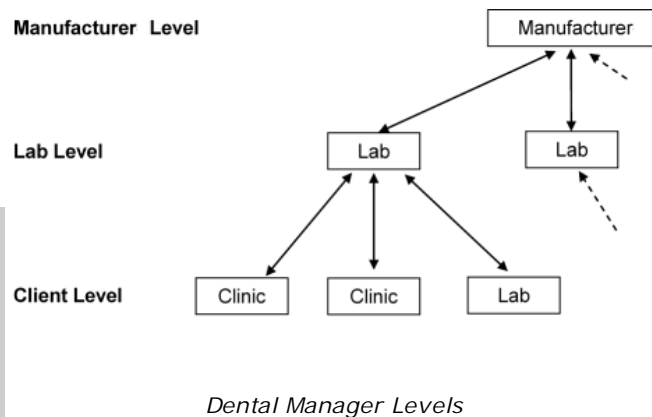 Manufacturer Level
Manufacturer
Lab Level
Lab
Lab
Client Level
Clinic
Clinic
Lab
Dental Manager Levels